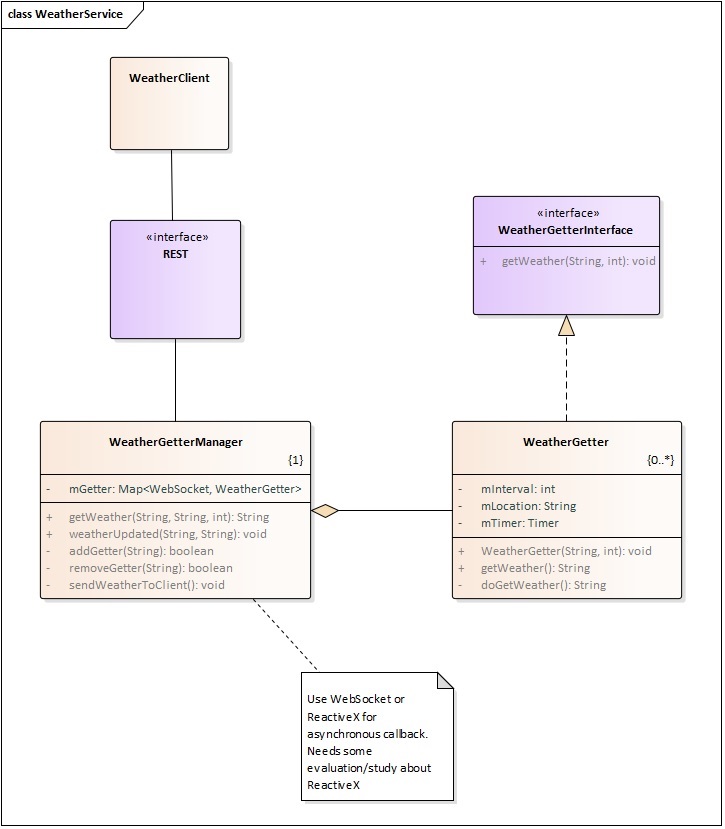 class WeatherService
WeatherClient
«interface»
REST
«interface»
WeatherGetterInterface
+ getWeather(String, int): void
WeatherGetterManager
{1}
- mGetter: Map<WebSocket, WeatherGetter>
+ getWeather(String, String, int): String
+ weatherUpdated(String, String): void
- addGetter(String): boolean
- removeGetter(String): boolean
- sendWeatherToClient(): void
WeatherGetter
{0..*}
- mInterval: int
- mLocation: String
- mTimer: Timer
+ WeatherGetter(String, int): void
+ getWeather(): String
- doGetWeather(): String
Use WebSocket or
ReactiveX for
asynchronous callback.
Needs some
evaluation/study about
ReactiveX